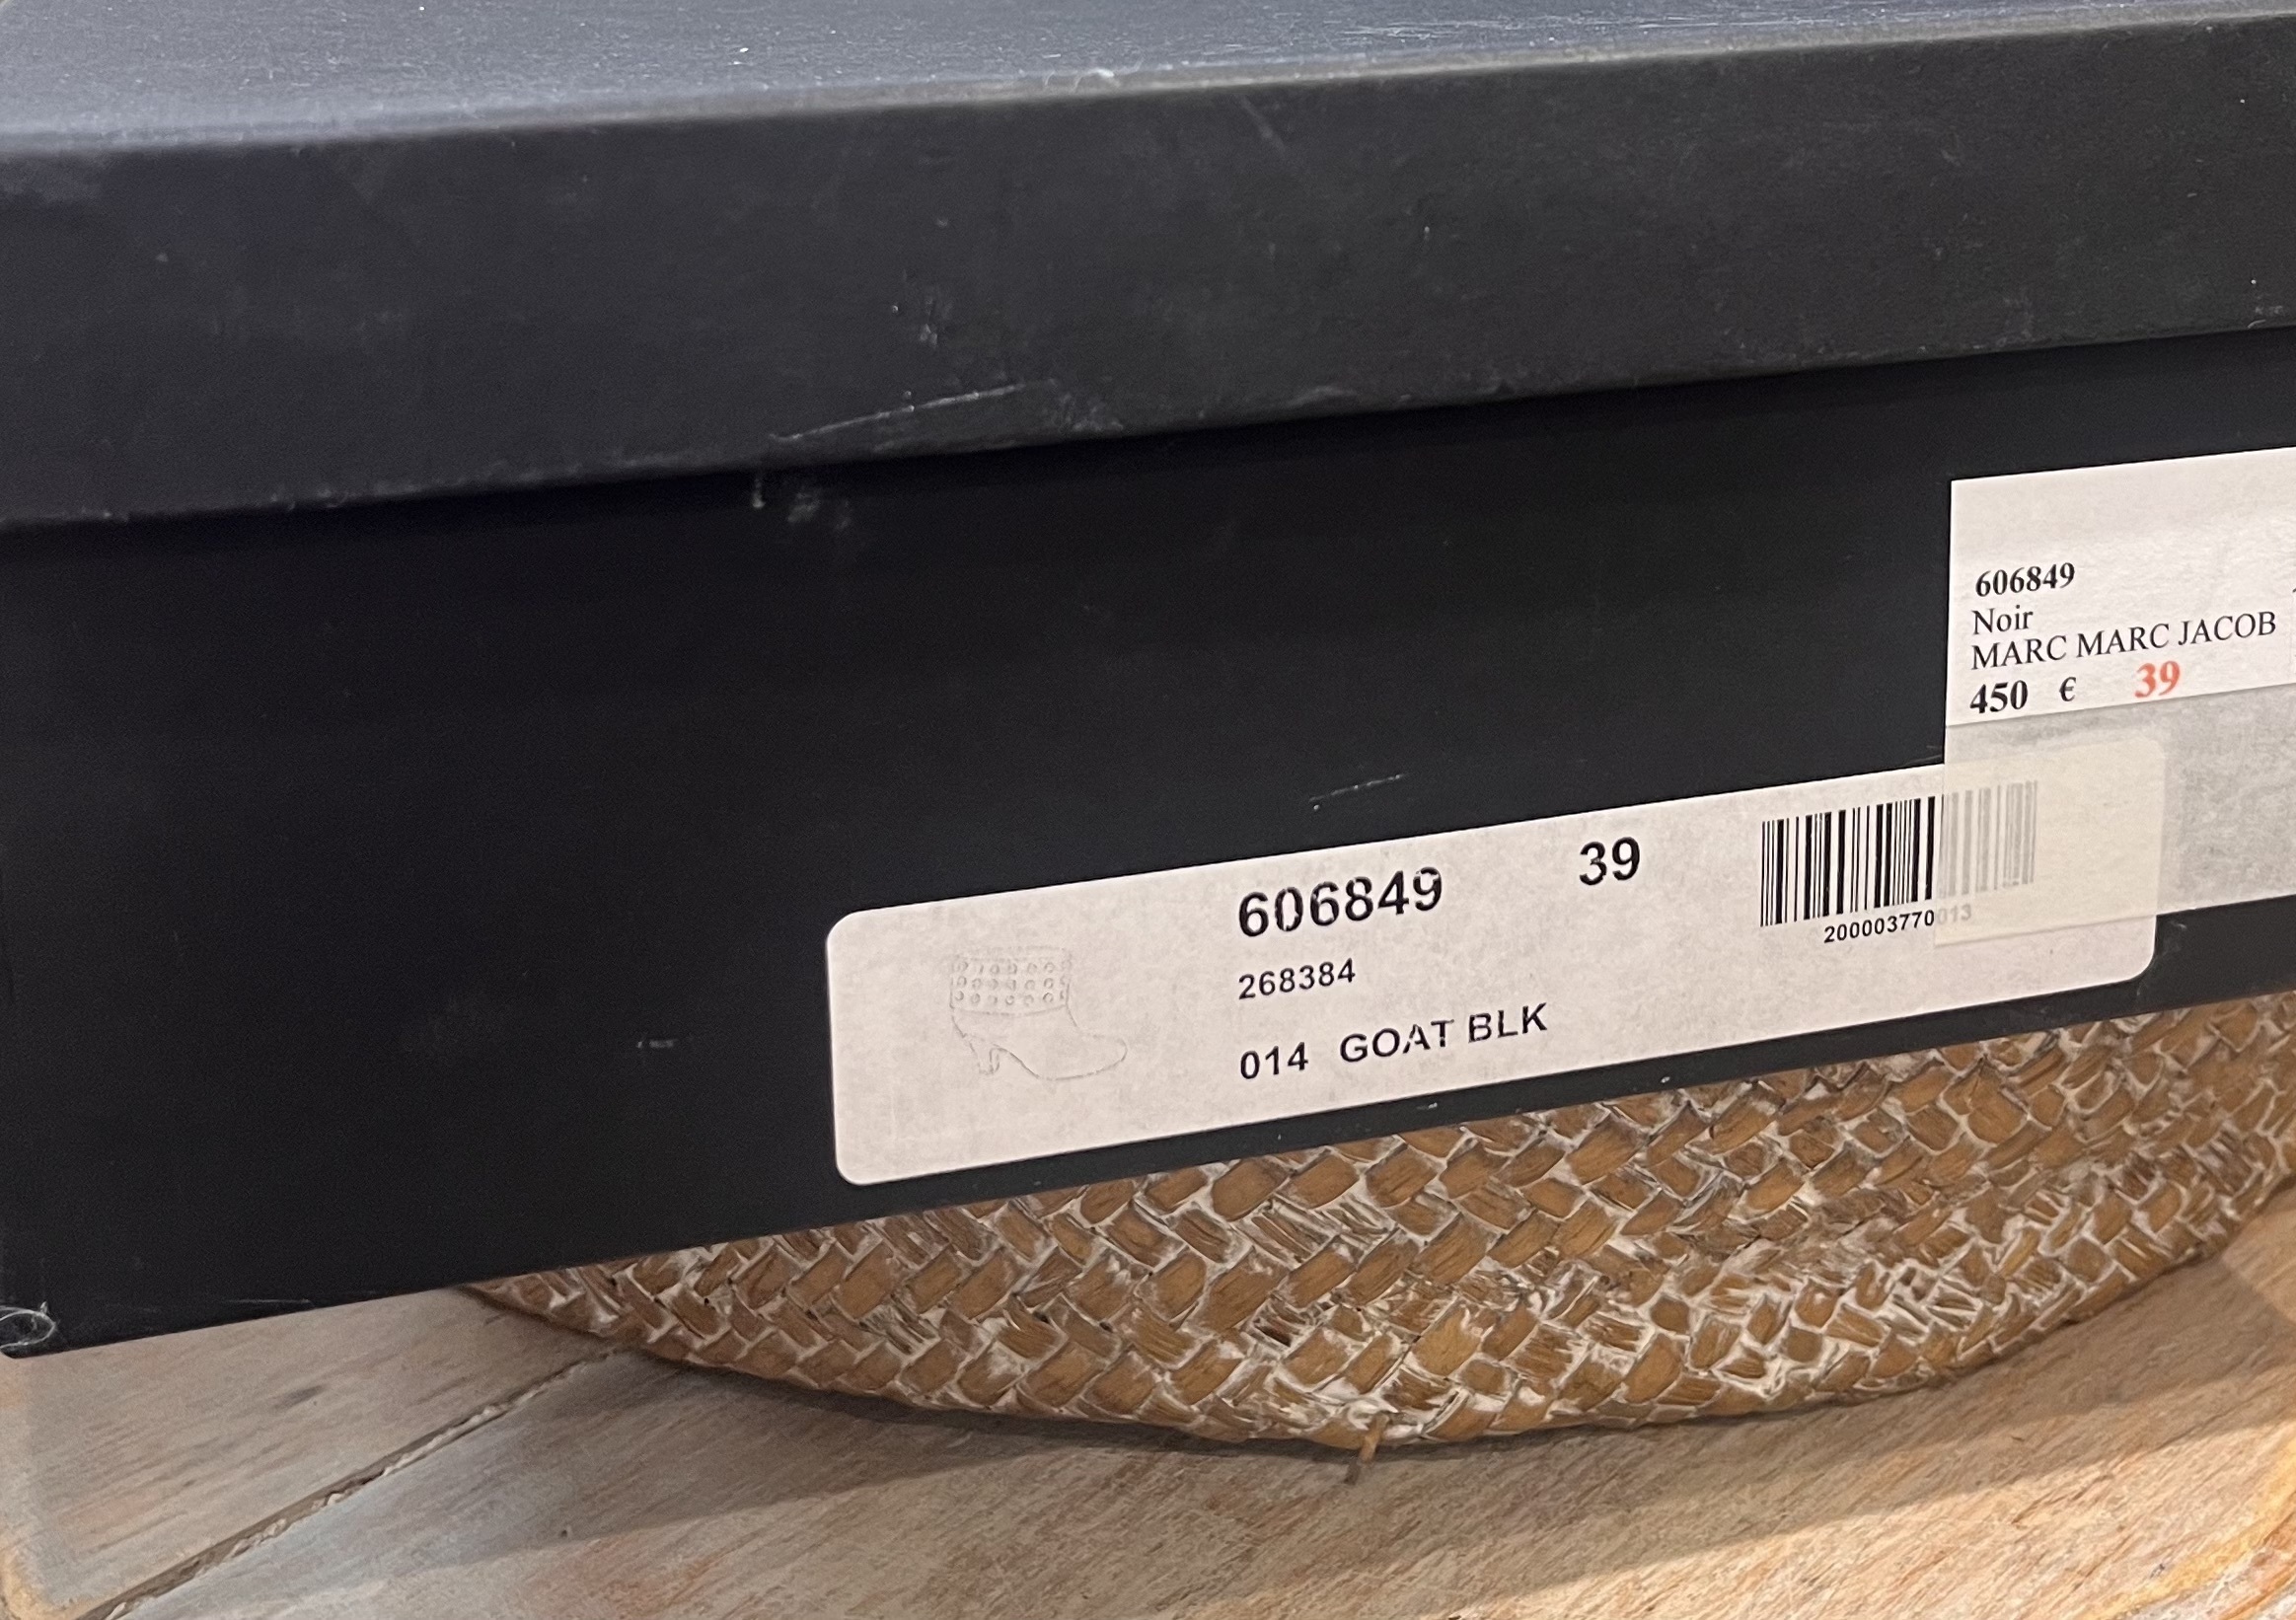 606849
Noir
MARC MARC JACOB
450 € 39
606849 39
200003770013
268384
014 GOAT BLK